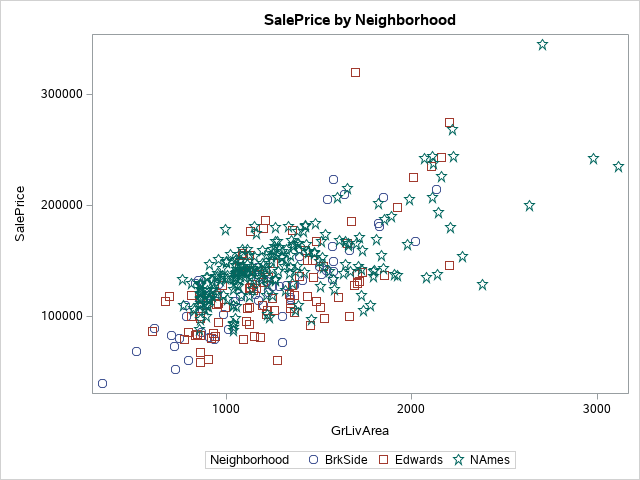 SalePrice by Neighborhood
SalePrice
300000
200000
100000
1000 2000 3000
GrLivArea
Neighborhood BrkSide Edwards NAmes